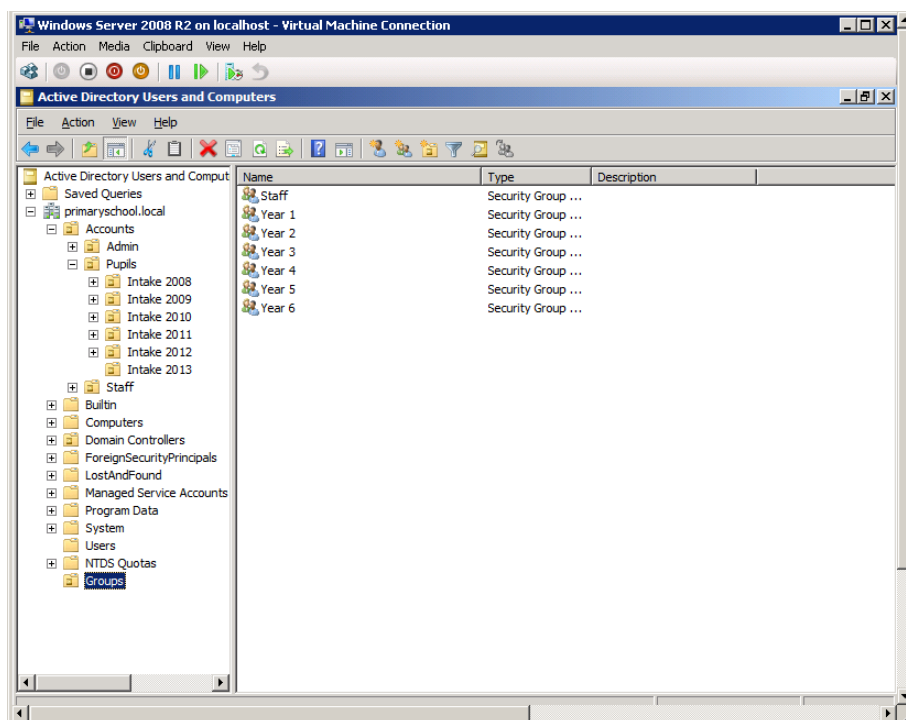 Windows Server 2008 R2 on localhost - Virtual Machine Connection
File Action Media Clipboard View Help
Active Directory Users and Computers
File Action View Help
Active Directory Users and Comput
Saved Queries
primaryschool.local
Accounts
Admin
Pupils
Intake 2008
Intake 2009
Intake 2010
Intake 2011
Intake 2012
Intake 2013
Staff
Builtin
Computers
Domain Controllers
ForeignSecurityPrincipals
LostAndFound
Managed Service Accounts
Program Data
System
Users
NTDS Quotas
Groups
Name Type Description
Staff Security Group ...
Year 1 Security Group ...
Year 2 Security Group ...
Year 3 Security Group ...
Year 4 Security Group ...
Year 5 Security Group ...
Year 6 Security Group ...